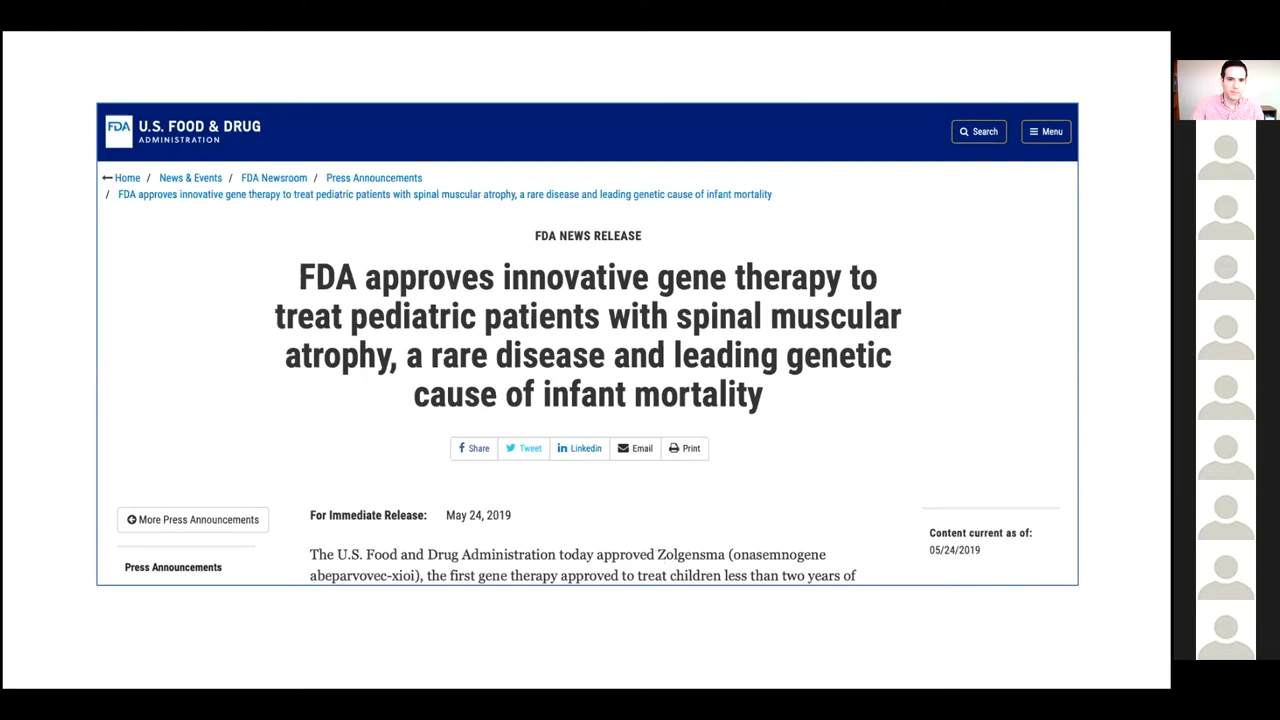 FDA U.S. FOOD & DRUG
ADMINISTRATION
Search
Menu
Home / News & Events / FDA Newsroom / Press Announcements
/ FDA approves innovative gene therapy to treat pediatric patients with spinal muscular atrophy, a rare disease and leading genetic cause of infant mortality
FDA NEWS RELEASE
FDA approves innovative gene therapy to
treat pediatric patients with spinal muscular
atrophy, a rare disease and leading genetic
cause of infant mortality
Share Tweet Linkedin Email Print
More Press Announcements
Press Announcements
For Immediate Release: May 24, 2019
The U.S. Food and Drug Administration today approved Zolgensma (onasemnogene
abeparvovec-xioi), the first gene therapy approved to treat children less than two years of
Content current as of:
05/24/2019